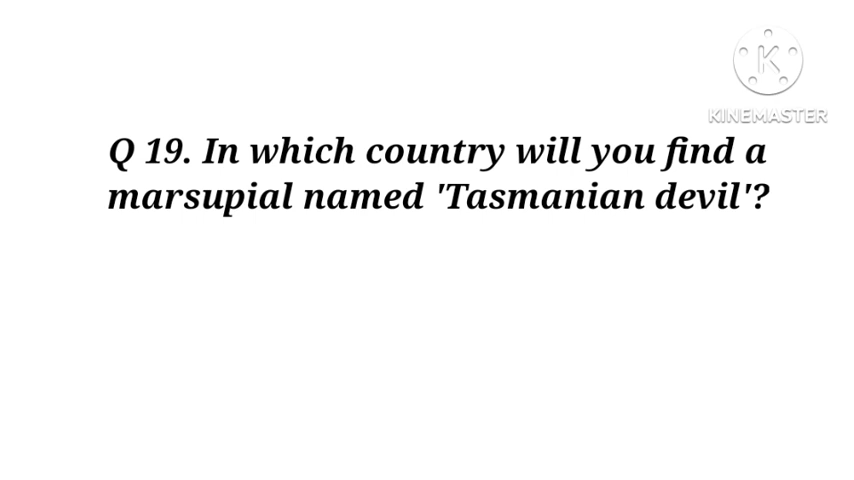 KINEMASTER
Q 19. In which country will you find a
marsupial named 'Tasmanian devil'?